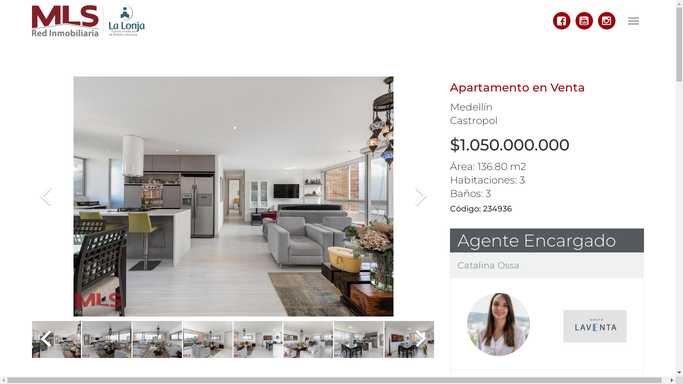 MLS
Red Inmobiliaria
La Lonja
Apartamento en Venta
Medellín
Castropol
$1.050.000.000
Área: 136.80 m2
Habitaciones: 3
Baños: 3
Código: 234936
Agente Encargado
Catalina Ossa
LAVENTA
MLS